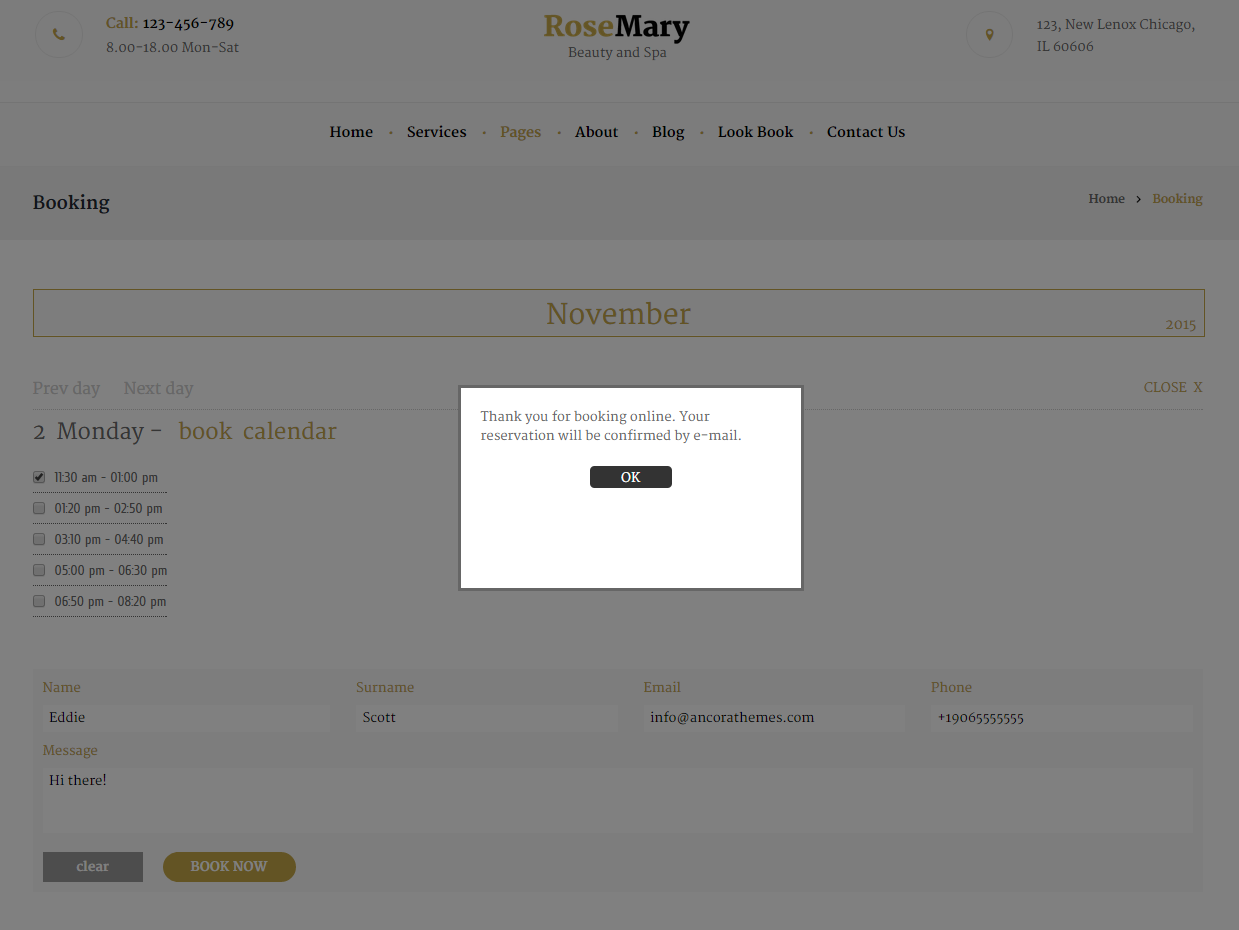 Call: 123-456-789
8.00-18.00 Mon-Sat
RoseMary
Beauty and Spa
123, New Lenox Chicago,
IL 60606
Home Services Pages About Blog Look Book Contact Us
Booking
Home > Booking
November
2015
Prev day Next day
CLOSE X
2 Monday - book calendar
11:30 am - 01:00 pm
01:20 pm - 02:50 pm
03:10 pm - 04:40 pm
05:00 pm - 06:30 pm
06:50 pm - 08:20 pm
Thank you for booking online. Your
reservation will be confirmed by e-mail.
OK
Name Surname Email Phone
Eddie Scott info@ancorathemes.com +19065555555
Message
Hi there!
clear BOOK NOW